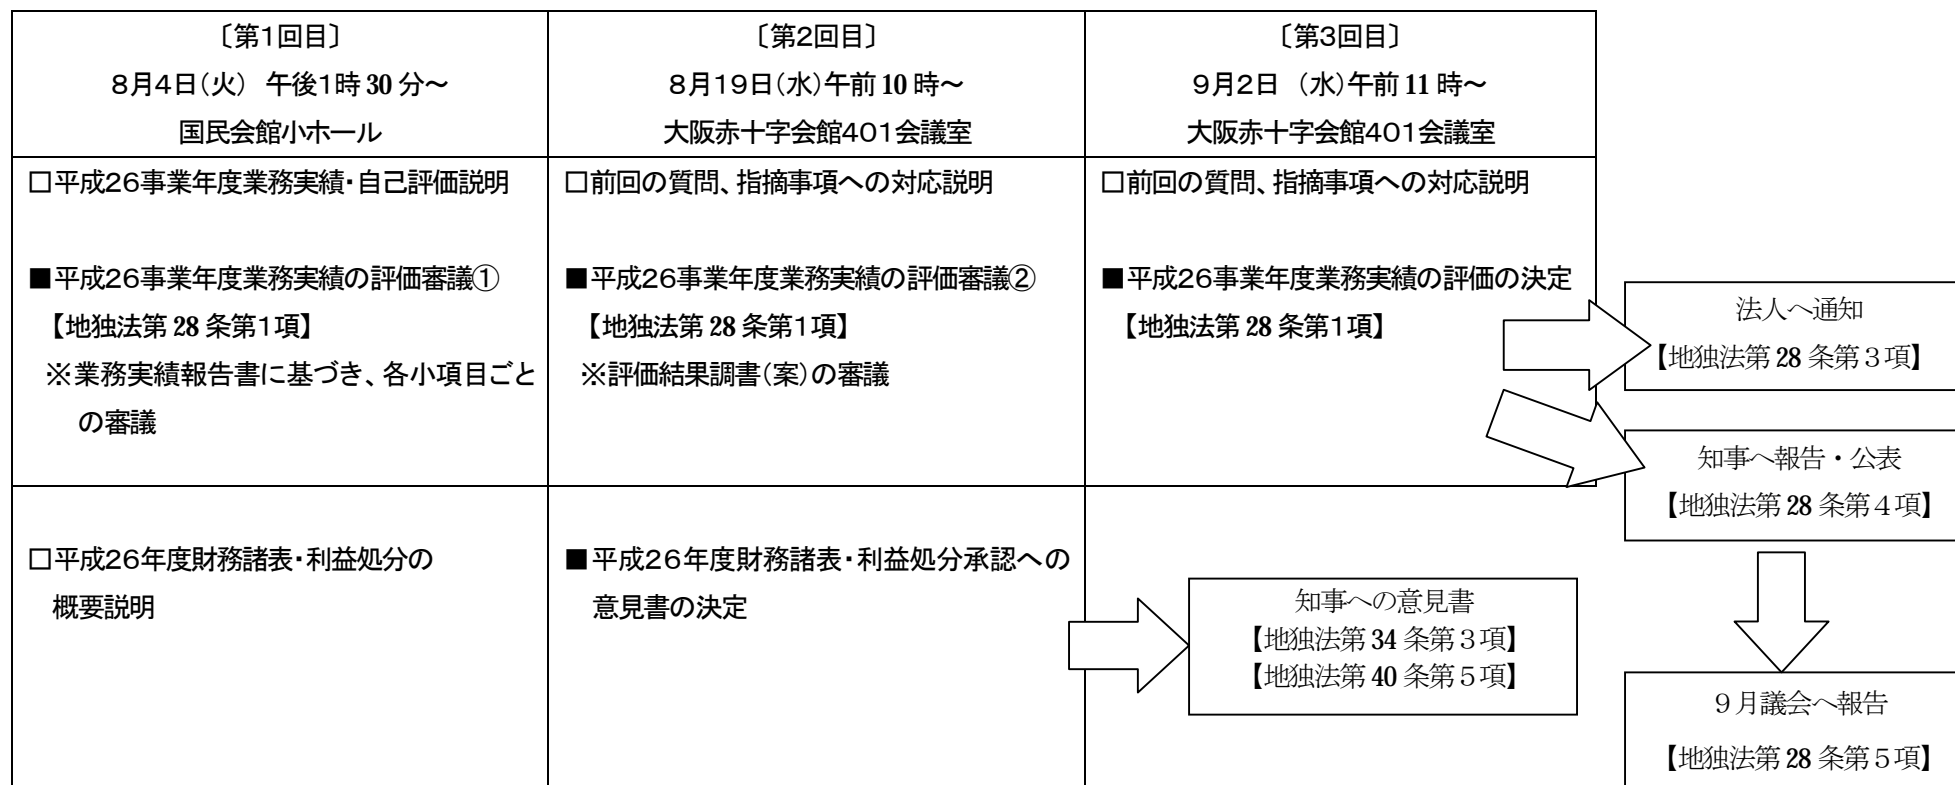 〔第1回目〕
8月4日(火) 午後1時30分～
国民会館小ホール
〔第2回目〕
8月19日(水)午前10時～
大阪赤十字会館401会議室
〔第3回目〕
9月2日 (水)午前11時～
大阪赤十字会館401会議室
□平成26事業年度業務実績・自己評価説明
■平成26事業年度業務実績の評価審議①
【地独法第28条第1項】
※業務実績報告書に基づき、各小項目ごと
の審議
□前回の質問、指摘事項への対応説明
■平成26事業年度業務実績の評価審議②
【地独法第28条第1項】
※評価結果調書(案)の審議
□前回の質問、指摘事項への対応説明
■平成26事業年度業務実績の評価の決定
【地独法第28条第1項】
法人へ通知
【地独法第28条第３項】
知事へ報告・公表
【地独法第28条第４項】
９月議会へ報告
【地独法第28条第５項】
□平成26年度財務諸表・利益処分の
概要説明
■平成26年度財務諸表・利益処分承認への
意見書の決定
知事への意見書
【地独法第34条第３項】
【地独法第40条第５項】